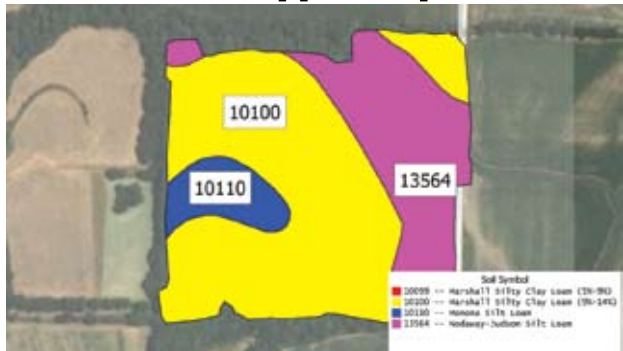 10100
10110
13564
Soil Symbol
10099 -- Marshall Silty Clay Loam (5%-9%)
10100 -- Marshall Silty Clay Loam (9%-14%)
10110 -- Monona Silt Loam
13564 -- Nodaway-Judson Silt Loam